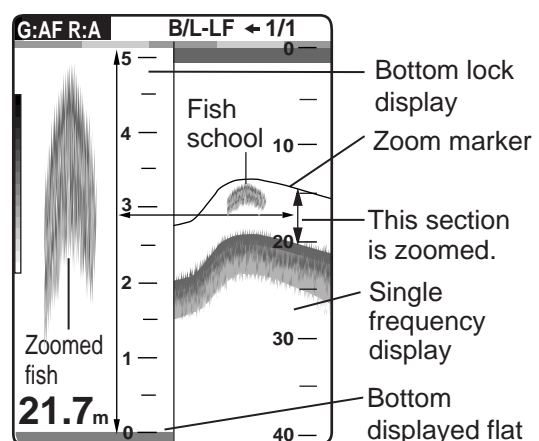 G:AF R:A
B/L-LF ← 1/1
5
4
3
2
1
0
0
10
20
30
40
Fish
school
Zoomed
fish
21.7m
Bottom lock
display
Zoom marker
This section
is zoomed.
Single
frequency
display
Bottom
displayed flat